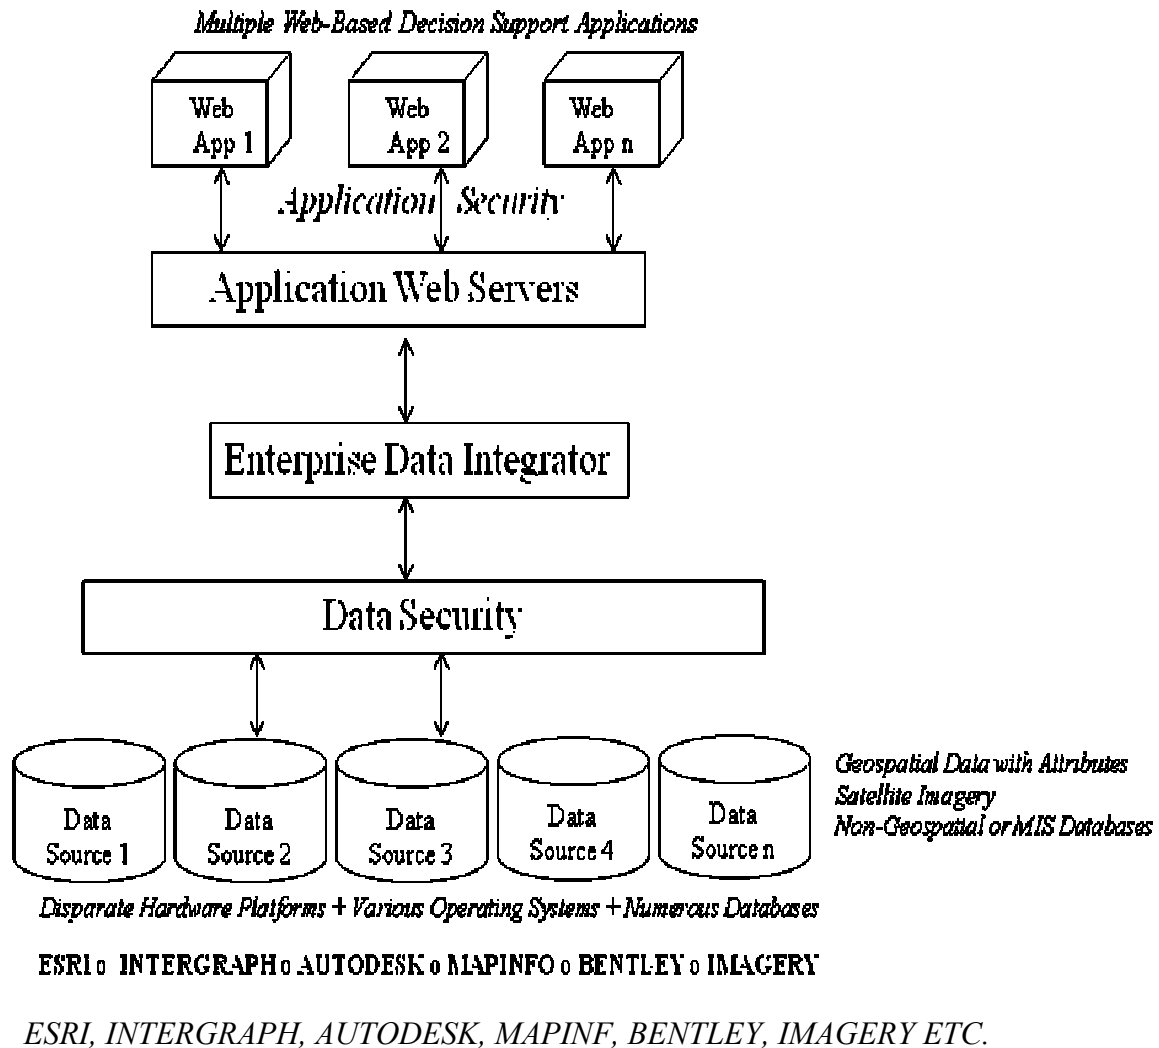 Multiple Web-Based Decision Support Applications
Web
App 1
Web
App 2
Web
App n
Application Security
Application Web Servers
Enterprise Data Integrator
Data Security
Data
Source 1
Data
Source 2
Data
Source 3
Data
Source 4
Data
Source n
Geospatial Data with Attributes
Satellite Imagery
Non-Geospatial or MIS Databases
Disparate Hardware Platforms + Various Operating Systems + Numerous Databases
ESRI o INTERGRAPH o AUTODESK o MAPINFO o BENTLEY o IMAGERY
ESRI, INTERGRAPH, AUTODESK, MAPINF, BENTLEY, IMAGERY ETC.